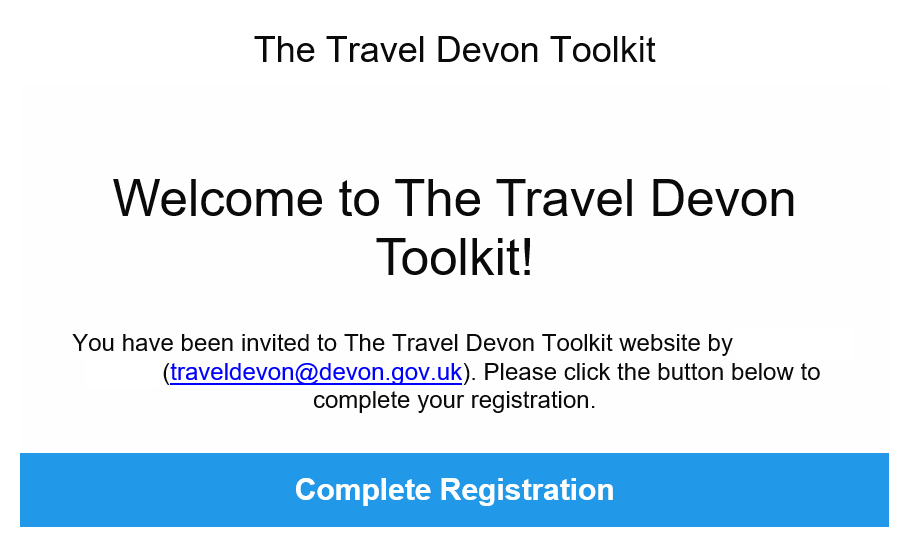 The Travel Devon Toolkit
Welcome to The Travel Devon
Toolkit!
You have been invited to The Travel Devon Toolkit website by
(traveldevon@devon.gov.uk). Please click the button below to
complete your registration.
Complete Registration